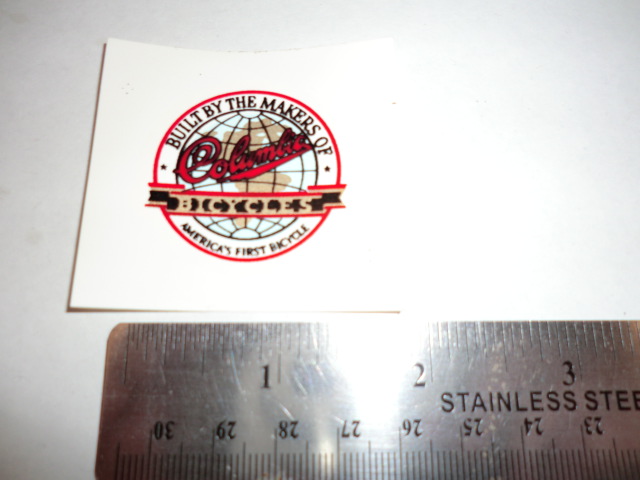 BUILT BY THE MAKERS OF
Columbia
BICYCLES
AMERICA'S FIRST BICYCLE
1 2 3
STAINLESS STEE
30 29 28 27 26 25 24 23